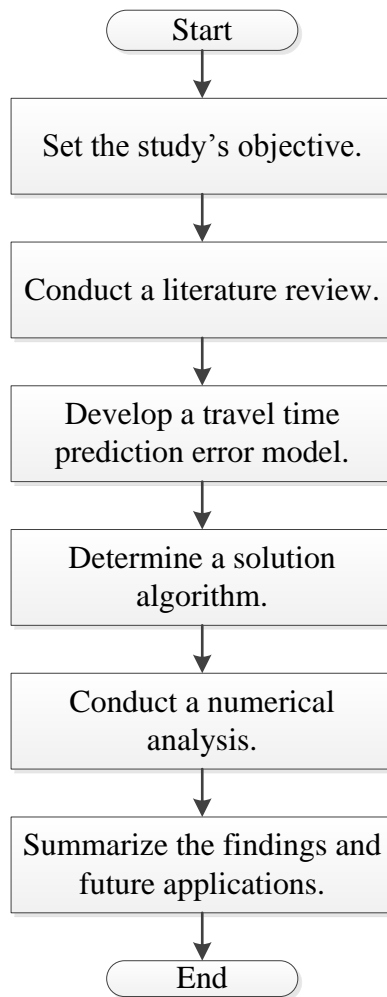 Start
Set the study’s objective.
Conduct a literature review.
Develop a travel time
prediction error model.
Determine a solution
algorithm.
Conduct a numerical
analysis.
Summarize the findings and
future applications.
End